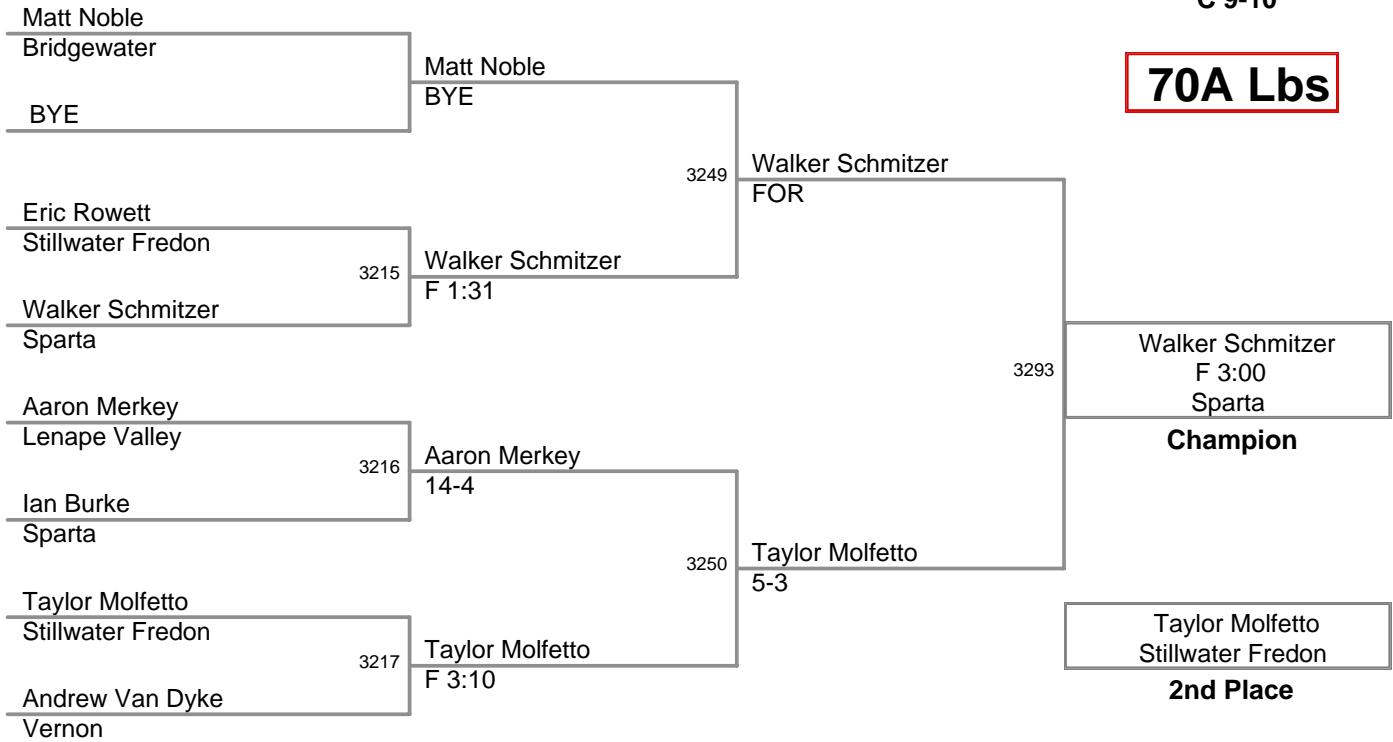 C 9-10
70A Lbs
Matt Noble
Bridgewater
BYE
Matt Noble
BYE
Eric Rowett
Stillwater Fredon
3215
Walker Schmitzer
Sparta
Walker Schmitzer
F 1:31
3249
Walker Schmitzer
FOR
Aaron Merkey
Lenape Valley
3216
Ian Burke
Sparta
Aaron Merkey
14-4
Taylor Molfetto
Stillwater Fredon
3217
Andrew Van Dyke
Vernon
Taylor Molfetto
F 3:10
3250
Taylor Molfetto
5-3
3293
Walker Schmitzer
F 3:00
Sparta
Champion
Taylor Molfetto
Stillwater Fredon
2nd Place